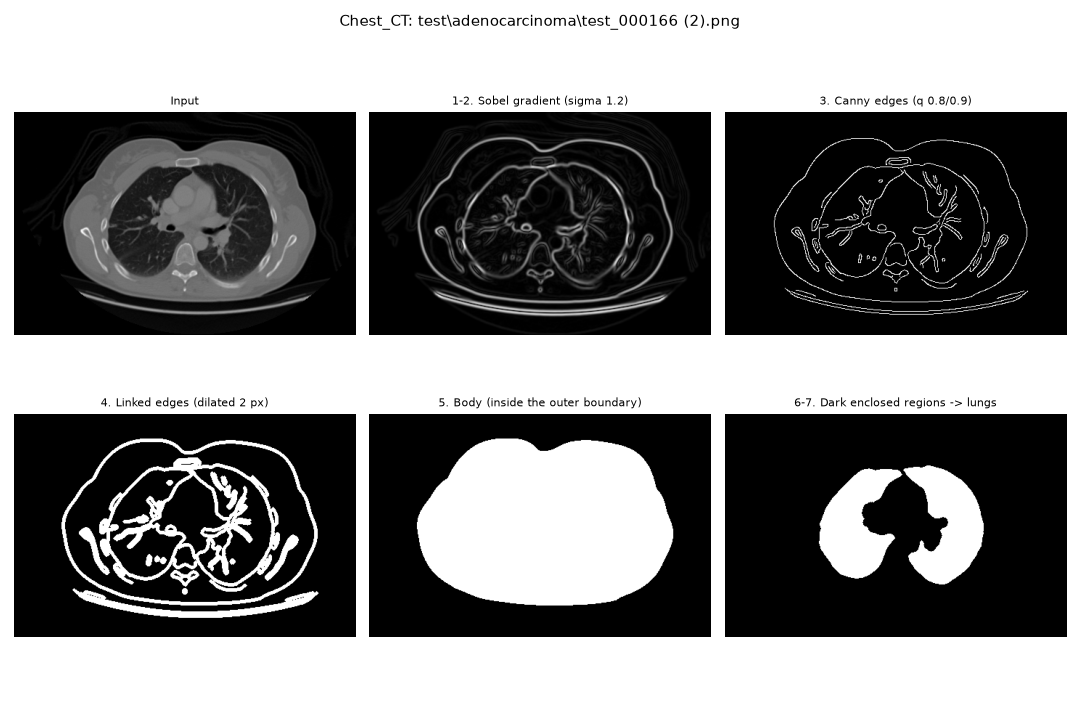 Chest_CT: test\adenocarcinoma\test_000166 (2).png
Input
1-2. Sobel gradient (sigma 1.2)
3. Canny edges (q 0.8/0.9)
4. Linked edges (dilated 2 px)
5. Body (inside the outer boundary)
6-7. Dark enclosed regions -> lungs